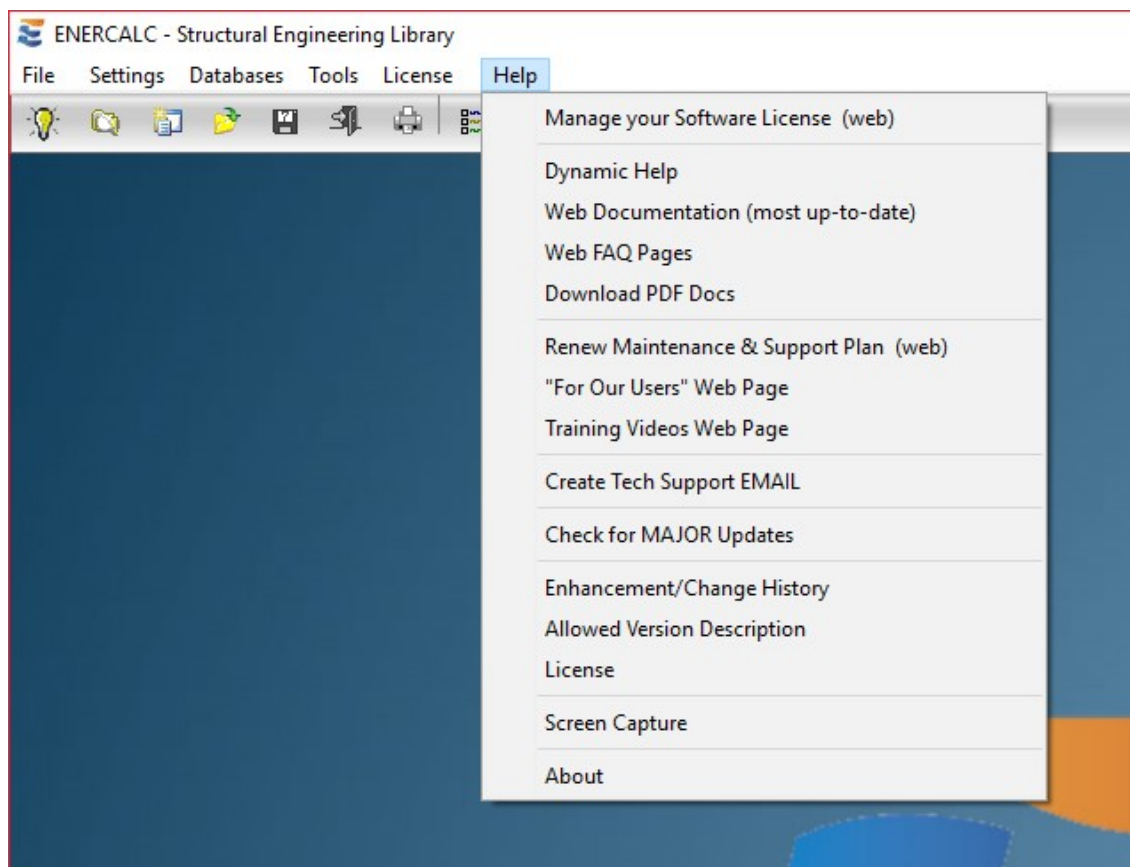 ENERCALC - Structural Engineering Library
File Settings Databases Tools License Help
Manage your Software License (web)
Dynamic Help
Web Documentation (most up-to-date)
Web FAQ Pages
Download PDF Docs
Renew Maintenance & Support Plan (web)
"For Our Users" Web Page
Training Videos Web Page
Create Tech Support EMAIL
Check for MAJOR Updates
Enhancement/Change History
Allowed Version Description
License
Screen Capture
About